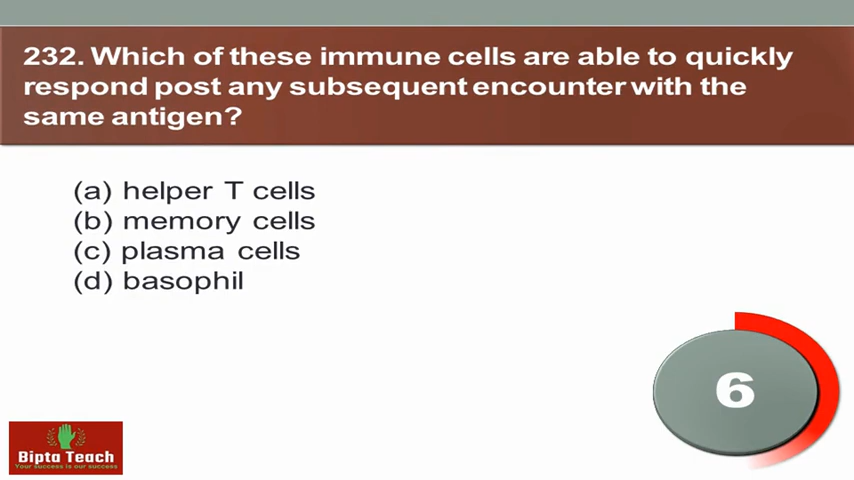 232. Which of these immune cells are able to quickly
respond post any subsequent encounter with the
same antigen?
(a) helper T cells
(b) memory cells
(c) plasma cells
(d) basophil
6
Bipta Teach
Your success is our success